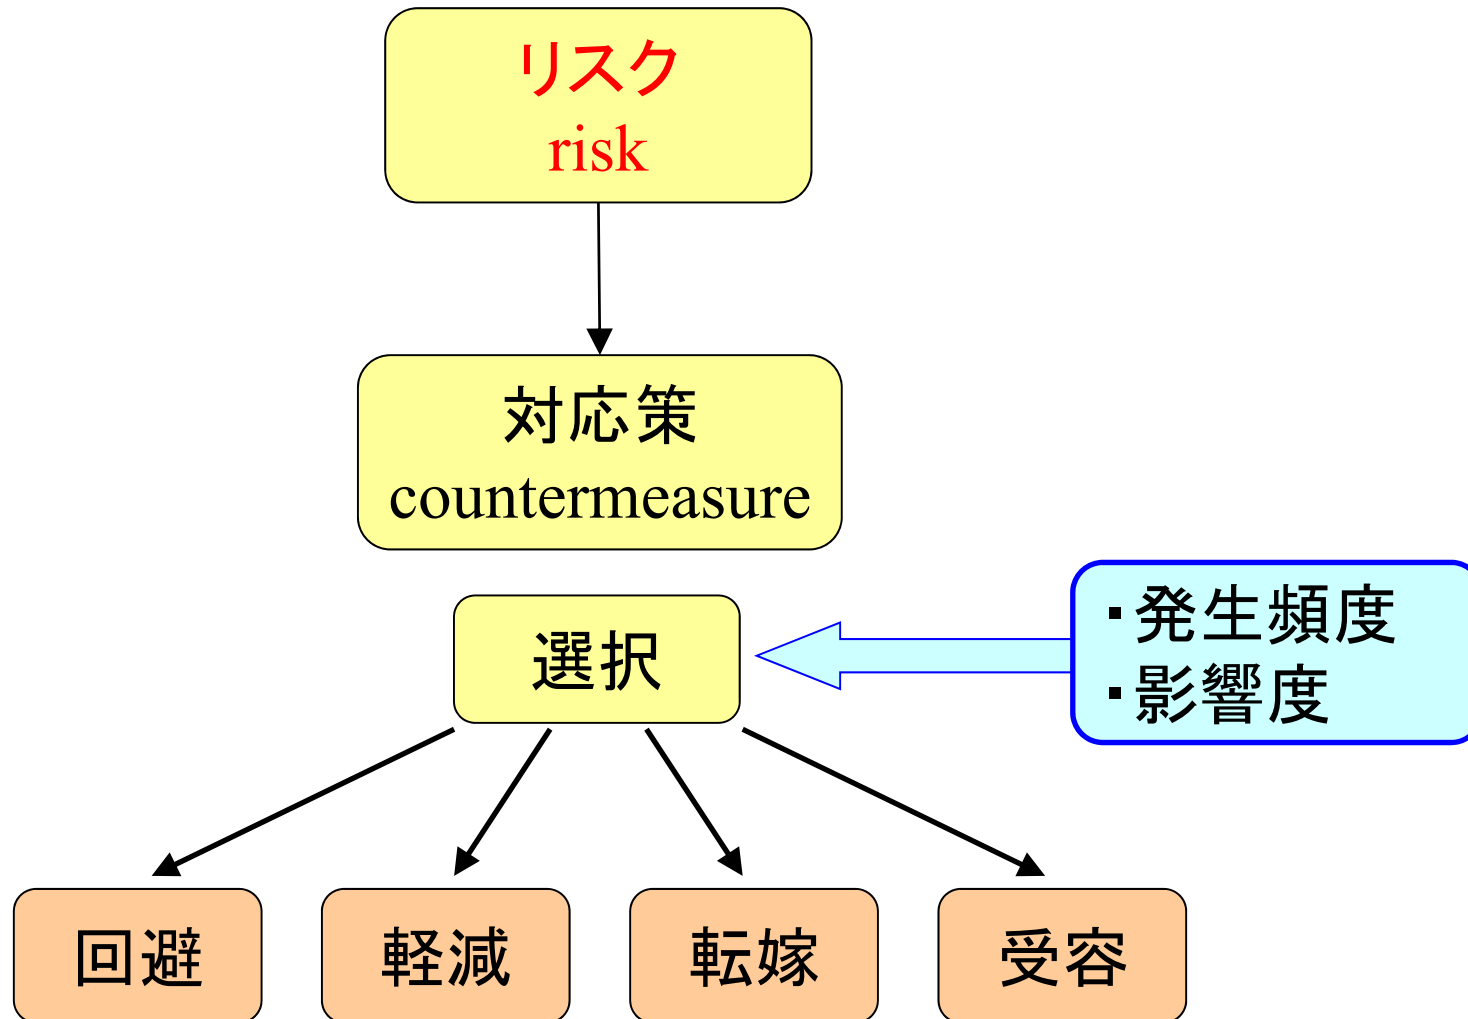 リスク
risk
対応策
countermeasure
選択
・発生頻度
・影響度
回避
軽減
転嫁
受容